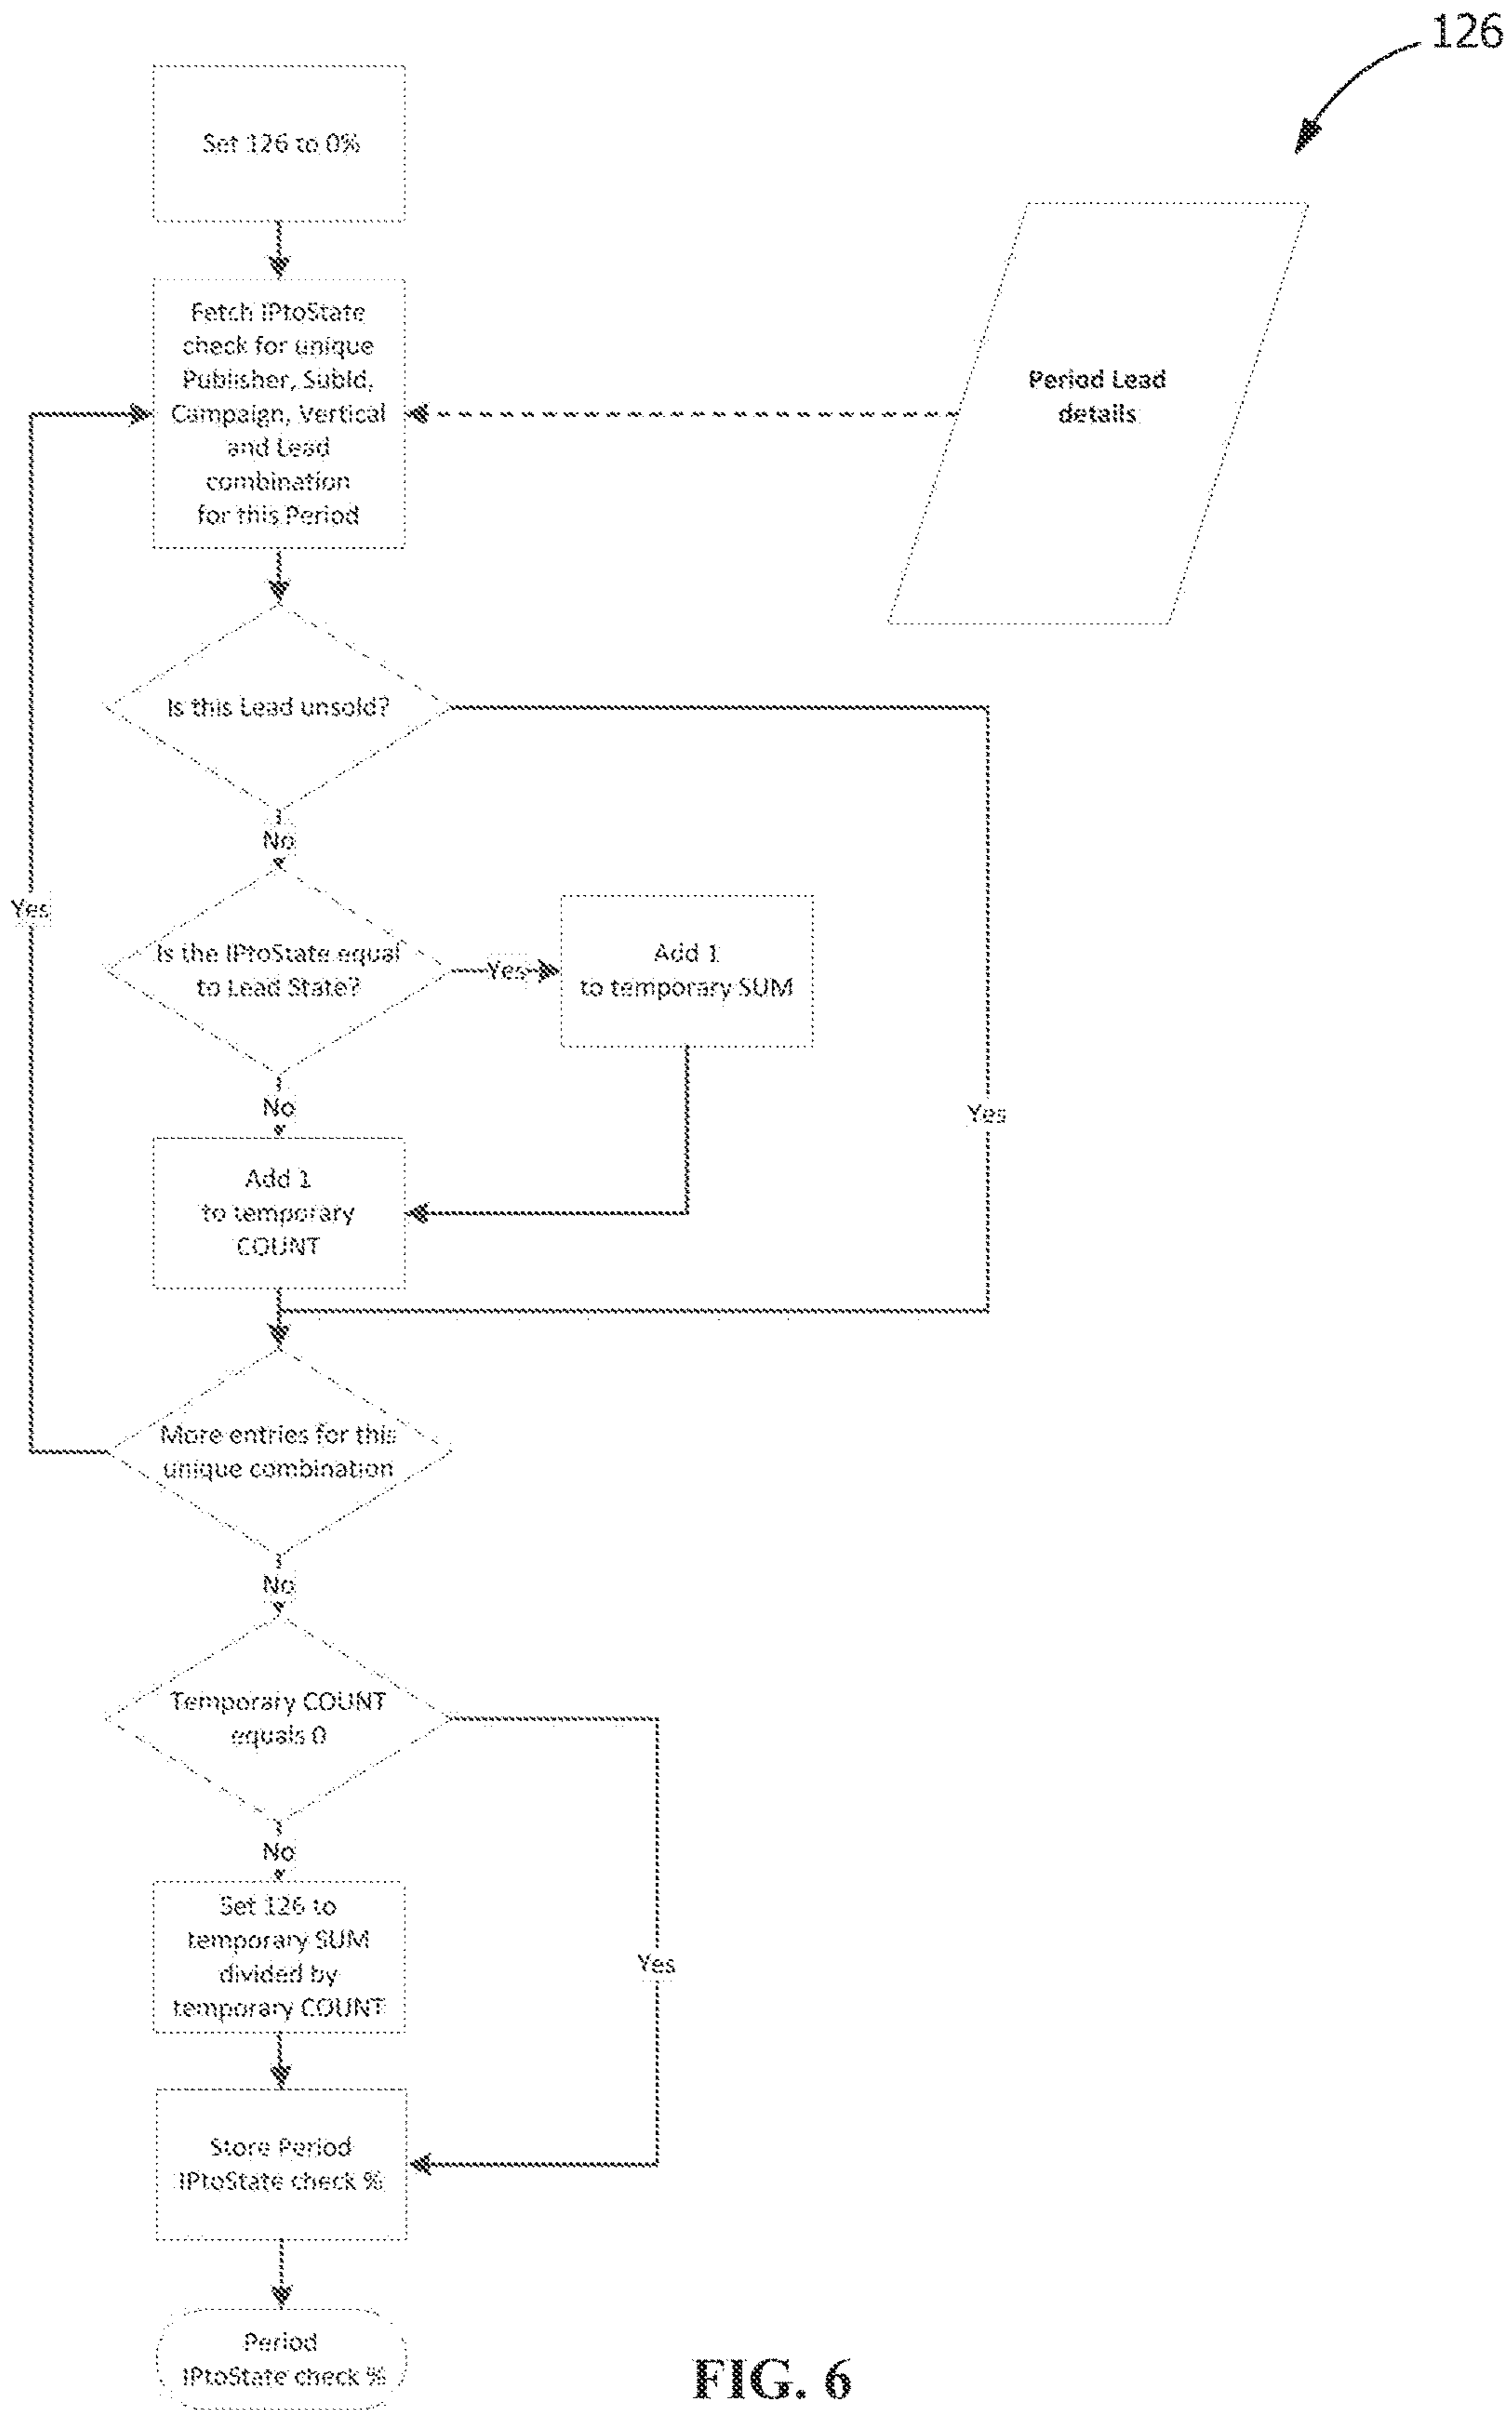 126
Set 126 to 0%
Fetch IPtoState
check for unique
Publisher, SubId,
Campaign, Vertical
and Lead
combination
for this Period
Period Lead
details
Is this Lead unsold?
No
Yes
Is the IPtoState equal
to Lead State?
Yes
Add 1
to temporary SUM
No
Yes
Add 1
to temporary
COUNT
More entries for this
unique combination
No
Temporary COUNT
equals 0
No
Set 126 to
temporary SUM
divided by
temporary COUNT
Yes
Store Period
IPtoState check %
Period
IPtoState check %
FIG. 6